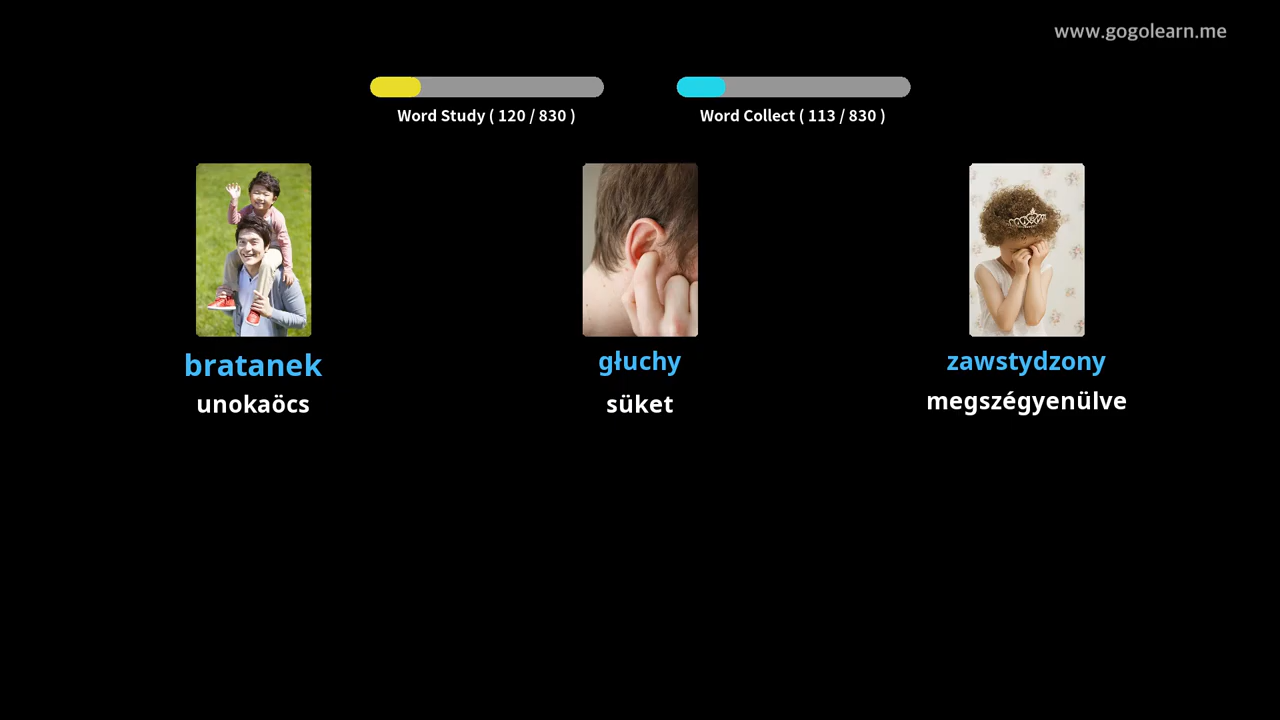 www.gogolearn.me
Word Study ( 120 / 830 )
Word Collect ( 113 / 830 )
bratanek
unokaöcs
głuchy
süket
zawstydzony
megszégyenülve